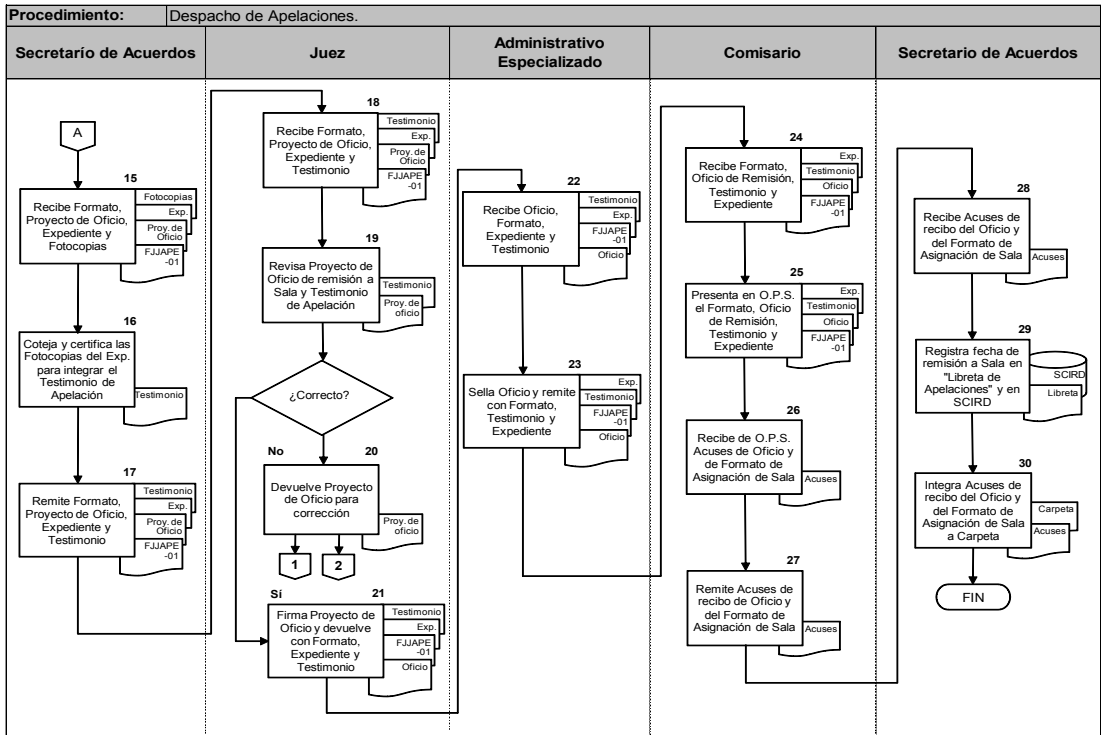 Procedimiento: Despacho de Apelaciones.
Secretario de Acuerdos
Juez
Administrativo
Especializado
Comisario
Secretario de Acuerdos
A
15
Recibe Formato,
Proyecto de Oficio,
Expediente y
Fotocopias
Fotocopias
Exp.
Proy. de
Oficio
FJJAPE
-01
16
Coteja y certifica las
Fotocopias del Exp.
para integrar el
Testimonio de
Apelación
Testimonio
17
Remite Formato,
Proyecto de Oficio,
Expediente y
Testimonio
Testimonio
Exp.
Proy. de
Oficio
FJJAPE
-01
18
Recibe Formato,
Proyecto de Oficio,
Expediente y
Testimonio
Testimonio
Exp.
Proy. de
Oficio
FJJAPE
-01
19
Revisa Proyecto de
Oficio de remisión a
Sala y Testimonio
de Apelación
Testimonio
Proy. de
oficio
¿Correcto?
No
20
Devuelve Proyecto
de Oficio para
corrección
Proy. de
oficio
1
2
Sí
21
Firma Proyecto de
Oficio y devuelve
con Formato,
Expediente y
Testimonio
Testimonio
Exp.
FJJAPE
-01
Oficio
22
Recibe Oficio,
Formato,
Expediente y
Testimonio
Testimonio
Exp.
FJJAPE
-01
Oficio
23
Sella Oficio y remite
con Formato,
Testimonio y
Expediente
Exp.
Testimonio
FJJAPE
-01
Oficio
24
Recibe Formato,
Oficio de Remisión,
Testimonio y
Expediente
Exp.
Testimonio
Oficio
FJJAPE
-01
25
Presenta en O.P.S.
el Formato, Oficio
de Remisión,
Testimonio y
Expediente
Exp.
Testimonio
Oficio
FJJAPE
-01
26
Recibe de O.P.S.
Acuses de Oficio y
de Formato de
Asignación de Sala
Acuses
27
Remite Acuses de
recibo de Oficio y
del Formato de
Asignación de Sala
Acuses
28
Recibe Acuses de
recibo del Oficio y
del Formato de
Asignación de Sala
Acuses
29
Registra fecha de
remisión a Sala en
"Libreta de
Apelaciones" y en
SCIRD
SCIRD
Libreta
30
Integra Acuses de
recibo del Oficio y
del Formato de
Asignación de Sala
a Carpeta
Carpeta
Acuses
FIN